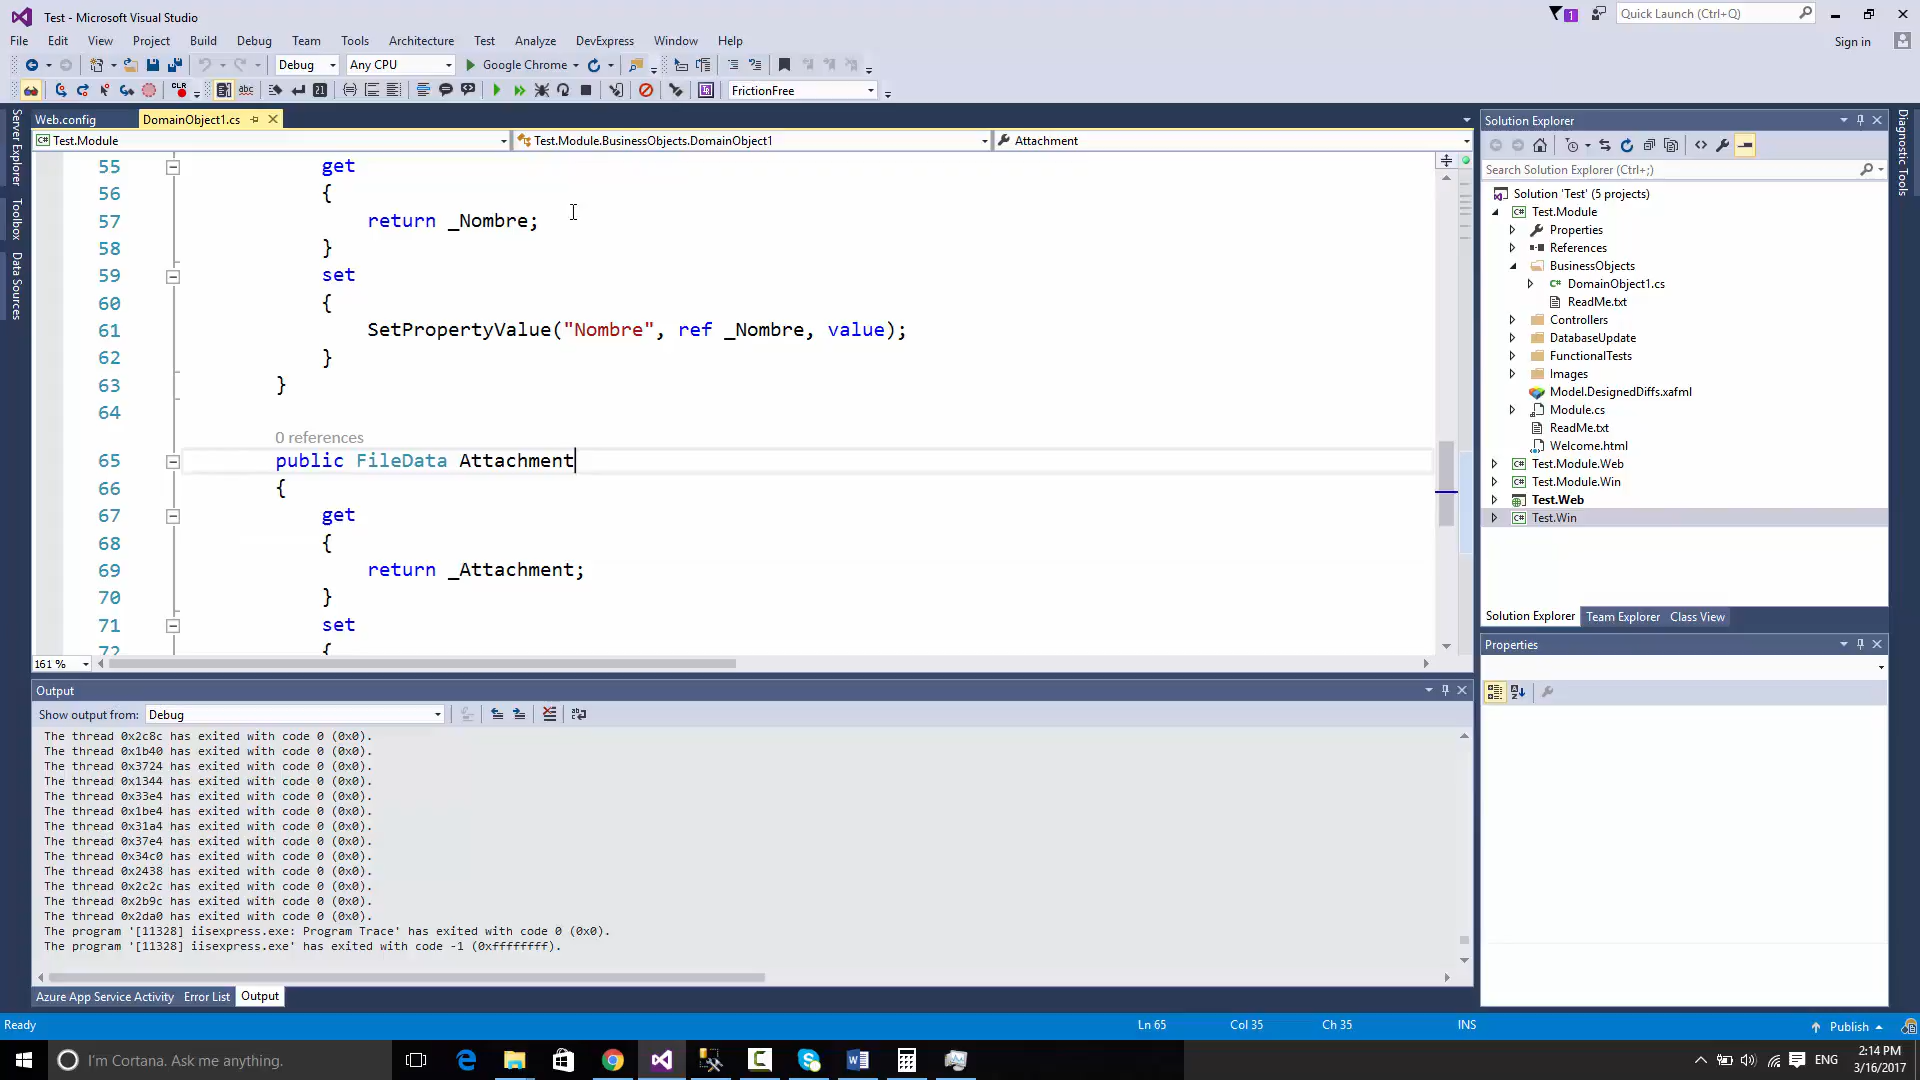 Test - Microsoft Visual Studio
1
Quick Launch (Ctrl+Q)
File Edit View Project Build Debug Team Tools Architecture Test Analyze DevExpress Window Help
Sign in
Debug Any CPU Google Chrome
FrictionFree
Server Explorer
Toolbox
Data Sources
Web.config DomainObject1.cs
Test.Module Test.Module.BusinessObjects.DomainObject1 Attachment
55 get
56 {
57 return _Nombre;
58 }
59 set
60 {
61 SetPropertyValue("Nombre", ref _Nombre, value);
62 }
63 }
64
0 references
65 public FileData Attachment
66 {
67 get
68 {
69 return _Attachment;
70 }
71 set
72 {
161 %
Output
Show output from: Debug
The thread 0x2c8c has exited with code 0 (0x0).
The thread 0x1b40 has exited with code 0 (0x0).
The thread 0x3724 has exited with code 0 (0x0).
The thread 0x1344 has exited with code 0 (0x0).
The thread 0x33e4 has exited with code 0 (0x0).
The thread 0x1be4 has exited with code 0 (0x0).
The thread 0x31a4 has exited with code 0 (0x0).
The thread 0x37e4 has exited with code 0 (0x0).
The thread 0x34c0 has exited with code 0 (0x0).
The thread 0x2438 has exited with code 0 (0x0).
The thread 0x2c2c has exited with code 0 (0x0).
The thread 0x2b9c has exited with code 0 (0x0).
The thread 0x2da0 has exited with code 0 (0x0).
The program '[11328] iisexpress.exe: Program Trace' has exited with code 0 (0x0).
The program '[11328] iisexpress.exe' has exited with code -1 (0xffffffff).
Azure App Service Activity Error List Output
Solution Explorer
Search Solution Explorer (Ctrl+;)
Solution 'Test' (5 projects)
Test.Module
Properties
References
BusinessObjects
DomainObject1.cs
ReadMe.txt
Controllers
DatabaseUpdate
FunctionalTests
Images
Model.DesignedDiffs.xafml
Module.cs
ReadMe.txt
Welcome.html
Test.Module.Web
Test.Module.Win
Test.Web
Test.Win
Solution Explorer Team Explorer Class View
Properties
Diagnostic Tools
Ready Ln 65 Col 35 Ch 35 INS Publish
I'm Cortana. Ask me anything.
ENG
2:14 PM
3/16/2017